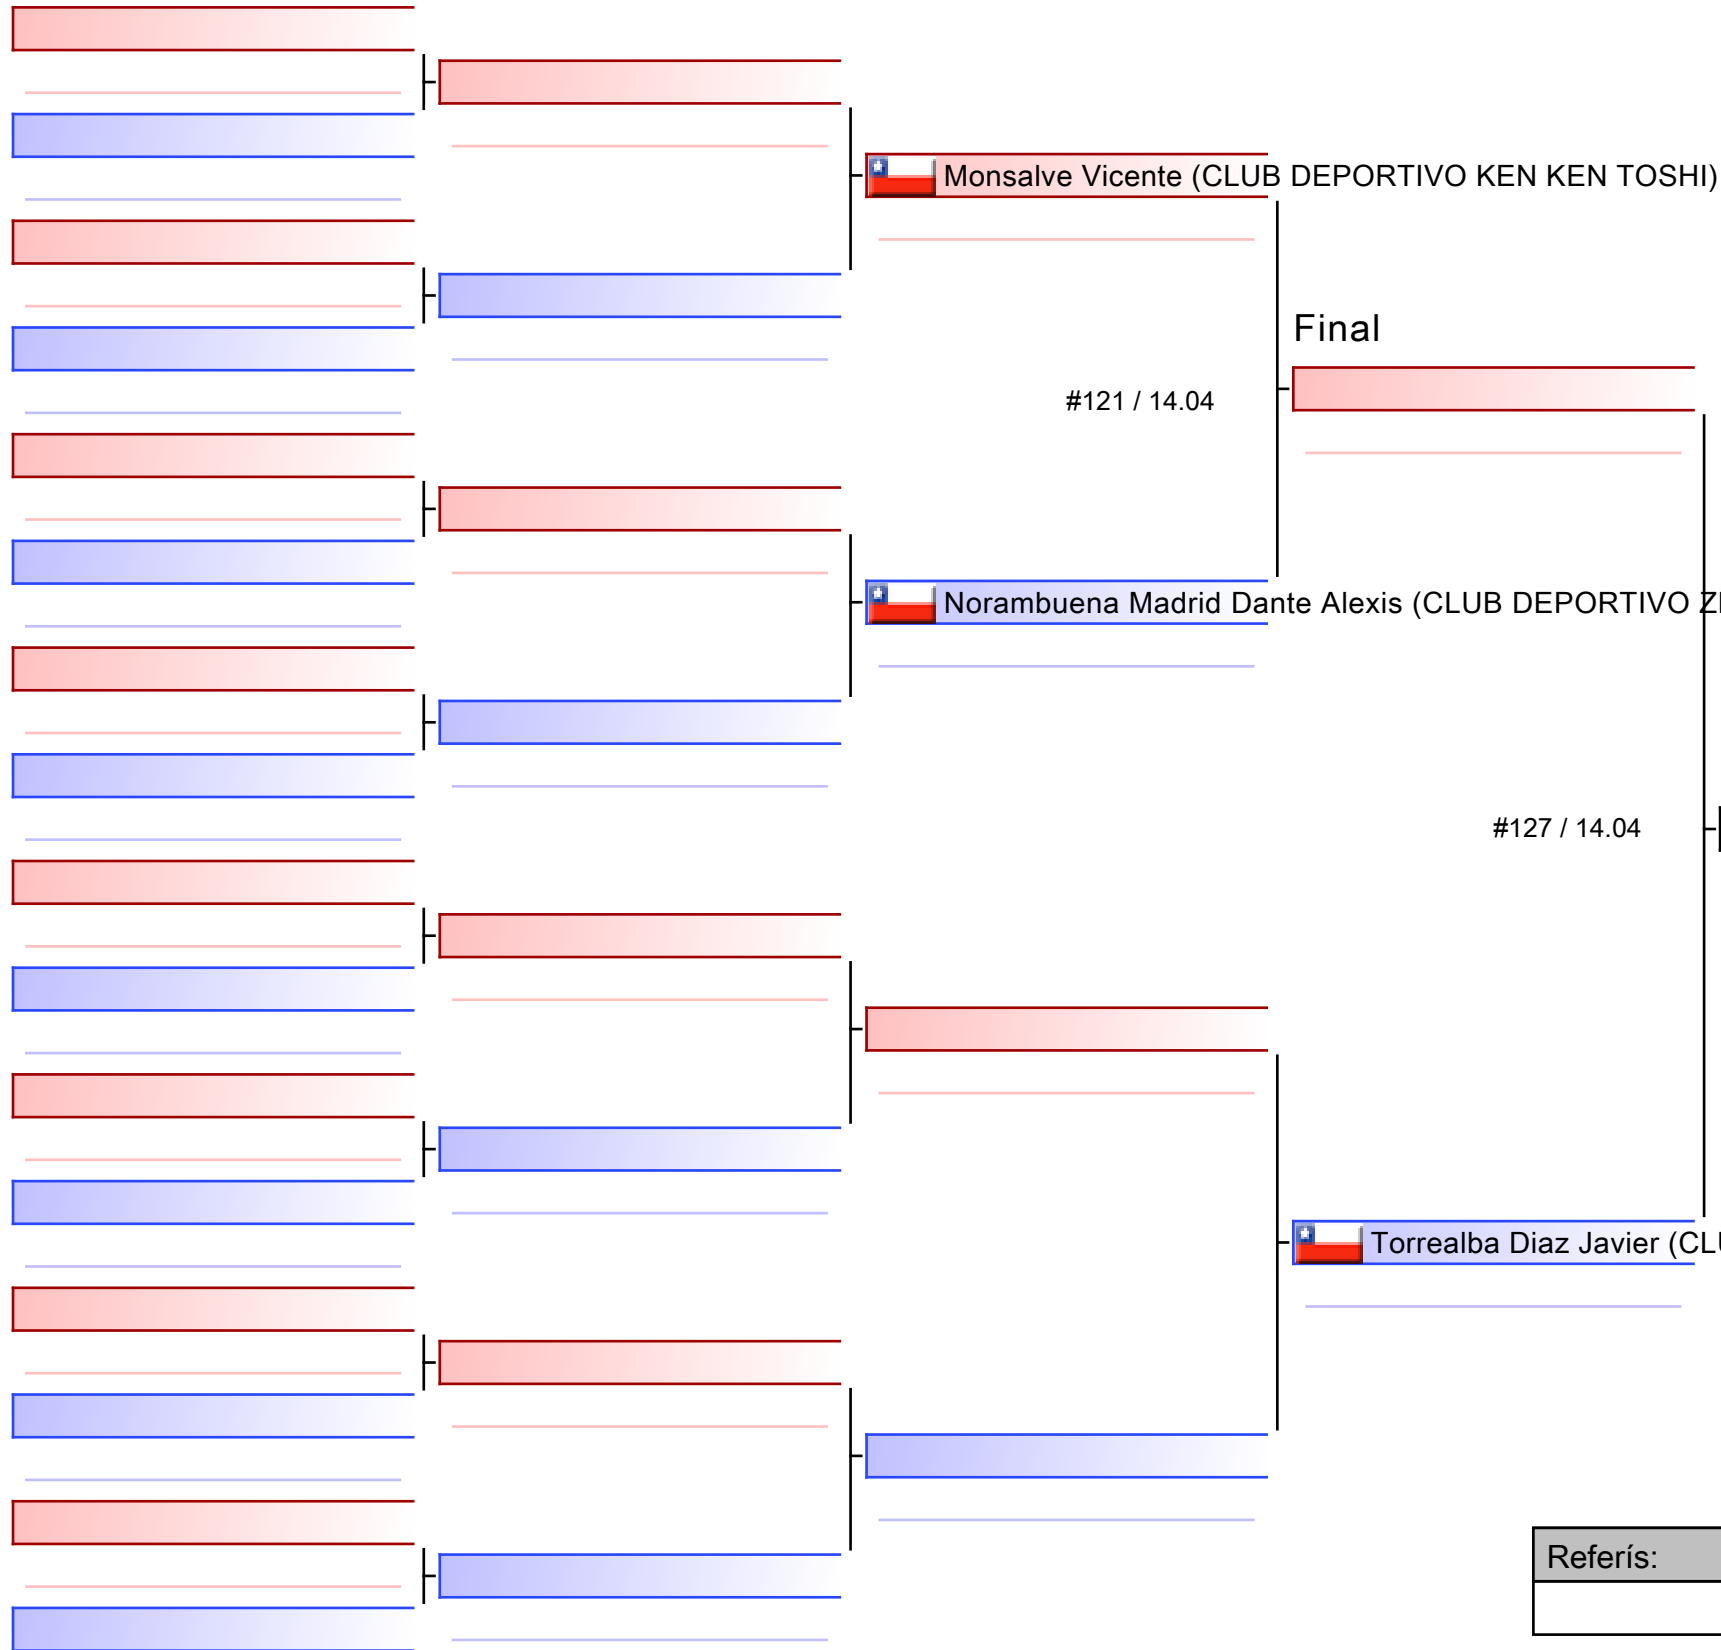 Monsalve Vicente (CLUB DEPORTIVO KEN KEN TOSHI)
Final
#121 / 14.04
Norambuena Madrid Dante Alexis (CLUB DEPORTIVO
#127 / 14.04
Torrealba Diaz Javier
Referís: